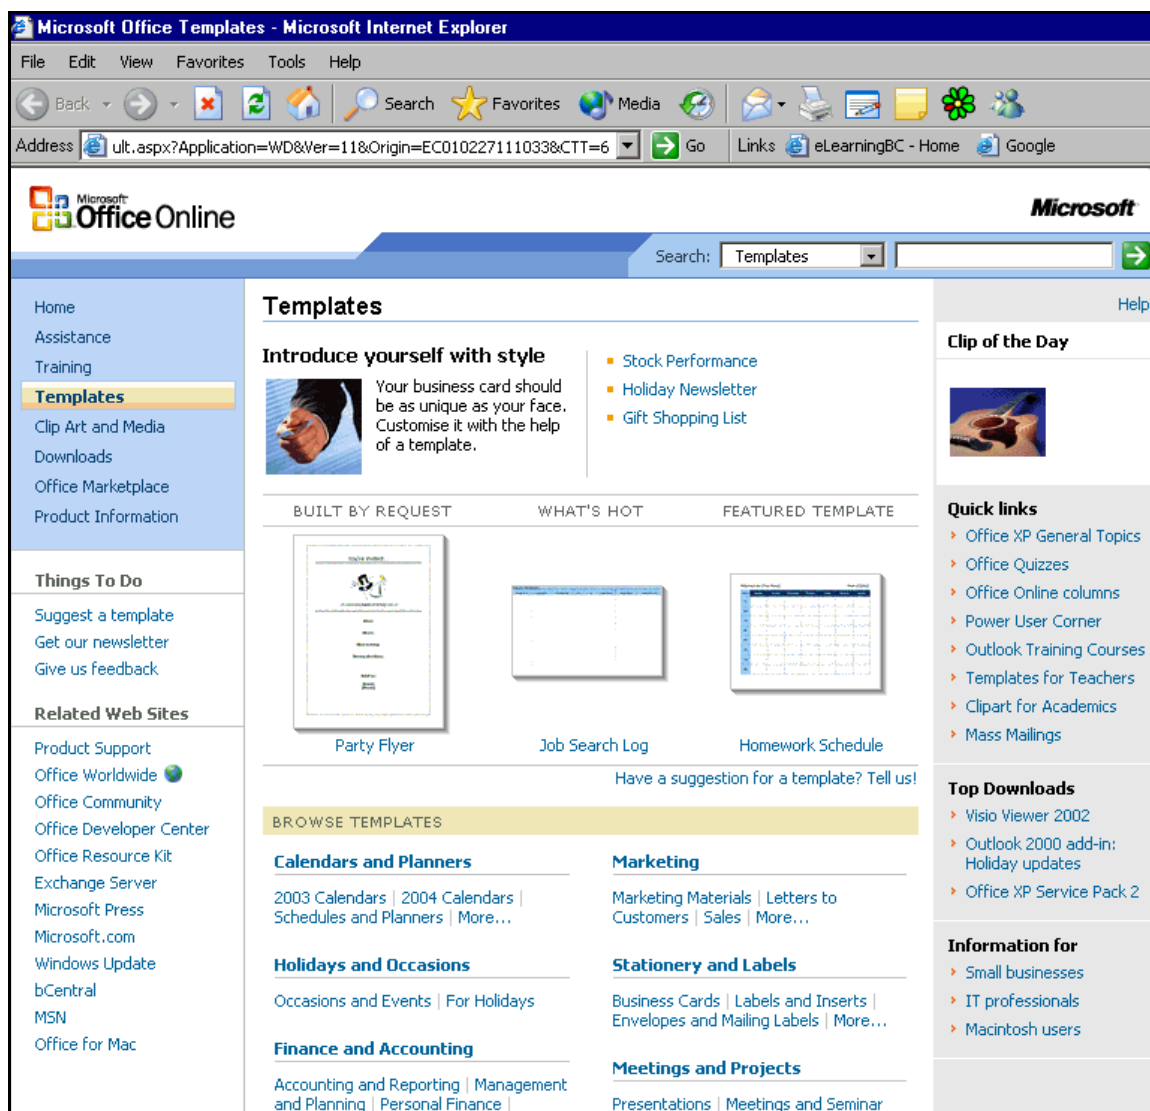 Microsoft Office Templates - Microsoft Internet Explorer
File Edit View Favorites Tools Help
Back Search Favorites Media
Address ult.aspx?Application=WD&Ver=11&Origin=EC010227111033&CTT=6 Go Links eLearningBC - Home Google
Microsoft
Office Online
Microsoft
Search: Templates
Home
Assistance
Training
Templates
Clip Art and Media
Downloads
Office Marketplace
Product Information
Things To Do
Suggest a template
Get our newsletter
Give us feedback
Related Web Sites
Product Support
Office Worldwide
Office Community
Office Developer Center
Office Resource Kit
Exchange Server
Microsoft Press
Microsoft.com
Windows Update
bCentral
MSN
Office for Mac
Templates
Introduce yourself with style
Your business card should
be as unique as your face.
Customise it with the help
of a template.
Stock Performance
Holiday Newsletter
Gift Shopping List
BUILT BY REQUEST WHAT'S HOT FEATURED TEMPLATE
Party Flyer Job Search Log Homework Schedule
Have a suggestion for a template? Tell us!
BROWSE TEMPLATES
Calendars and Planners
2003 Calendars | 2004 Calendars |
Schedules and Planners | More...
Holidays and Occasions
Occasions and Events | For Holidays
Finance and Accounting
Accounting and Reporting | Management
and Planning | Personal Finance |
Marketing
Marketing Materials | Letters to
Customers | Sales | More...
Stationery and Labels
Business Cards | Labels and Inserts |
Envelopes and Mailing Labels | More...
Meetings and Projects
Presentations | Meetings and Seminar
Help
Clip of the Day
Quick links
Office XP General Topics
Office Quizzes
Office Online columns
Power User Corner
Outlook Training Courses
Templates for Teachers
Clipart for Academics
Mass Mailings
Top Downloads
Visio Viewer 2002
Outlook 2000 add-in:
Holiday updates
Office XP Service Pack 2
Information for
Small businesses
IT professionals
Macintosh users